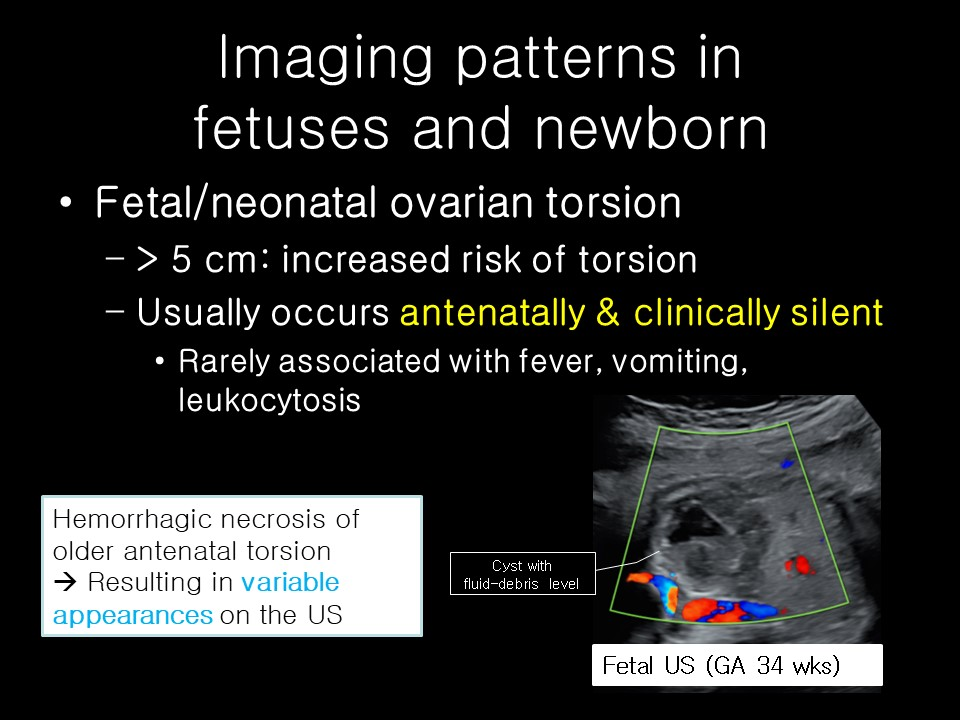 Imaging patterns in
fetuses and newborn
• Fetal/neonatal ovarian torsion
– > 5 cm: increased risk of torsion
– Usually occurs antenatally & clinically silent
• Rarely associated with fever, vomiting,
leukocytosis
Hemorrhagic necrosis of
older antenatal torsion
→ Resulting in variable
appearances on the US
Cyst with
fluid-debris level
Fetal US (GA 34 wks)